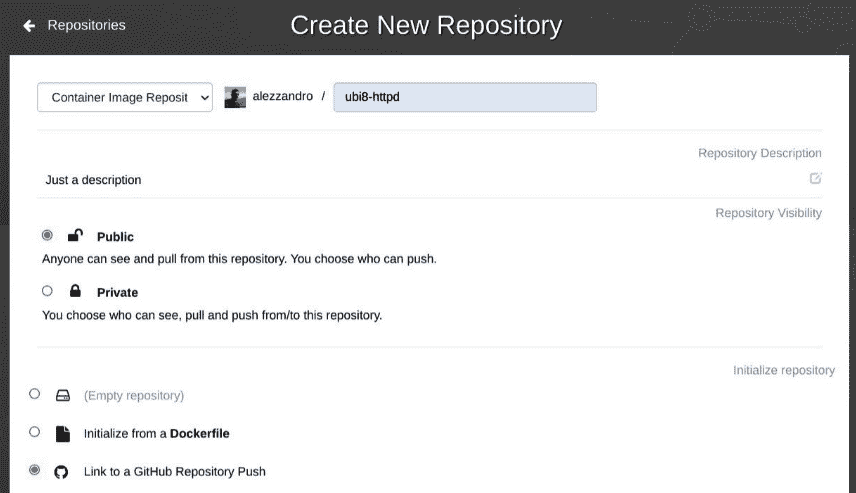 Repositories
Create New Repository
Container Image Reposit
alezzandro / ubi8-httpd
Repository Description
Just a description
Repository Visibility
Public
Anyone can see and pull from this repository. You choose who can push.
Private
You choose who can see, pull and push from/to this repository.
Initialize repository
(Empty repository)
Initialize from a Dockerfile
Link to a GitHub Repository Push